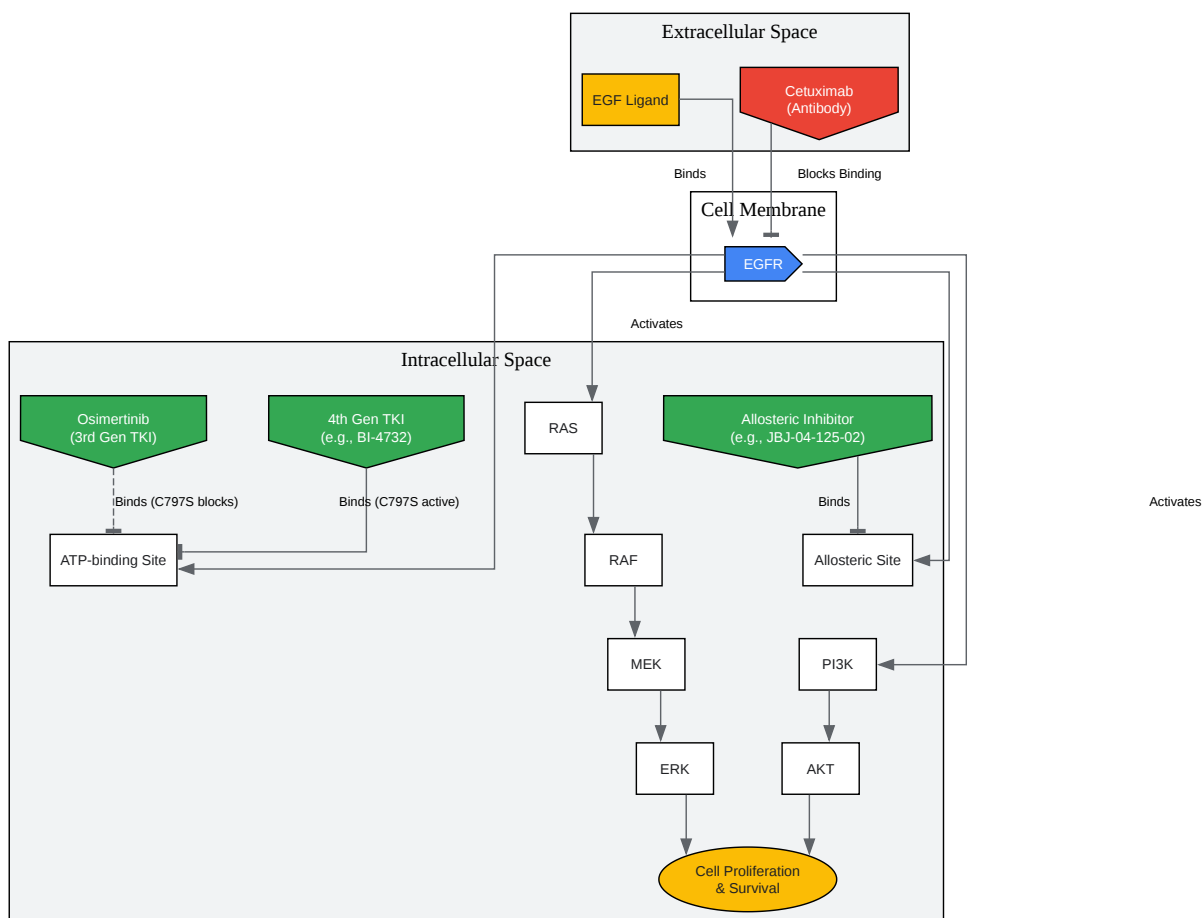 Extracellular Space
EGF Ligand
Cetuximab
(Antibody)
Binds
Blocks Binding
Cell Membrane
EGFR
Activates
Intracellular Space
Osimertinib
(3rd Gen TKI)
4th Gen TKI
(e.g., BI-4732)
RAS
Allosteric Inhibitor
(e.g., JBJ-04-125-02)
Binds (C797S blocks)
Binds (C797S active)
Binds
Activates
ATP-binding Site
RAF
Allosteric Site
MEK
PI3K
ERK
AKT
Cell Proliferation
& Survival